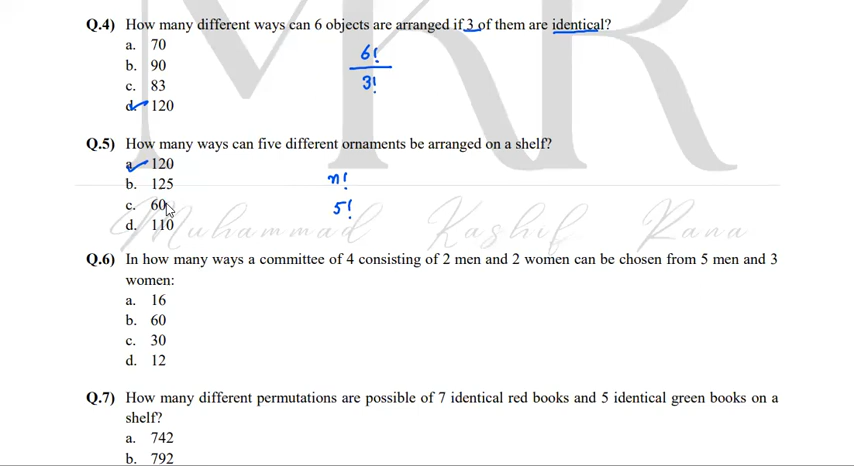 Q.4) How many different ways can 6 objects are arranged if 3 of them are identical?
a. 70
b. 90
c. 83
d. 120
6!
3!
Q.5) How many ways can five different ornaments be arranged on a shelf?
a. 120
b. 125
c. 60
d. 110
n!
5!
Muhammad Kashif Rana
Q.6) In how many ways a committee of 4 consisting of 2 men and 2 women can be chosen from 5 men and 3
women:
a. 16
b. 60
c. 30
d. 12
Q.7) How many different permutations are possible of 7 identical red books and 5 identical green books on a
shelf?
a. 742
b. 792